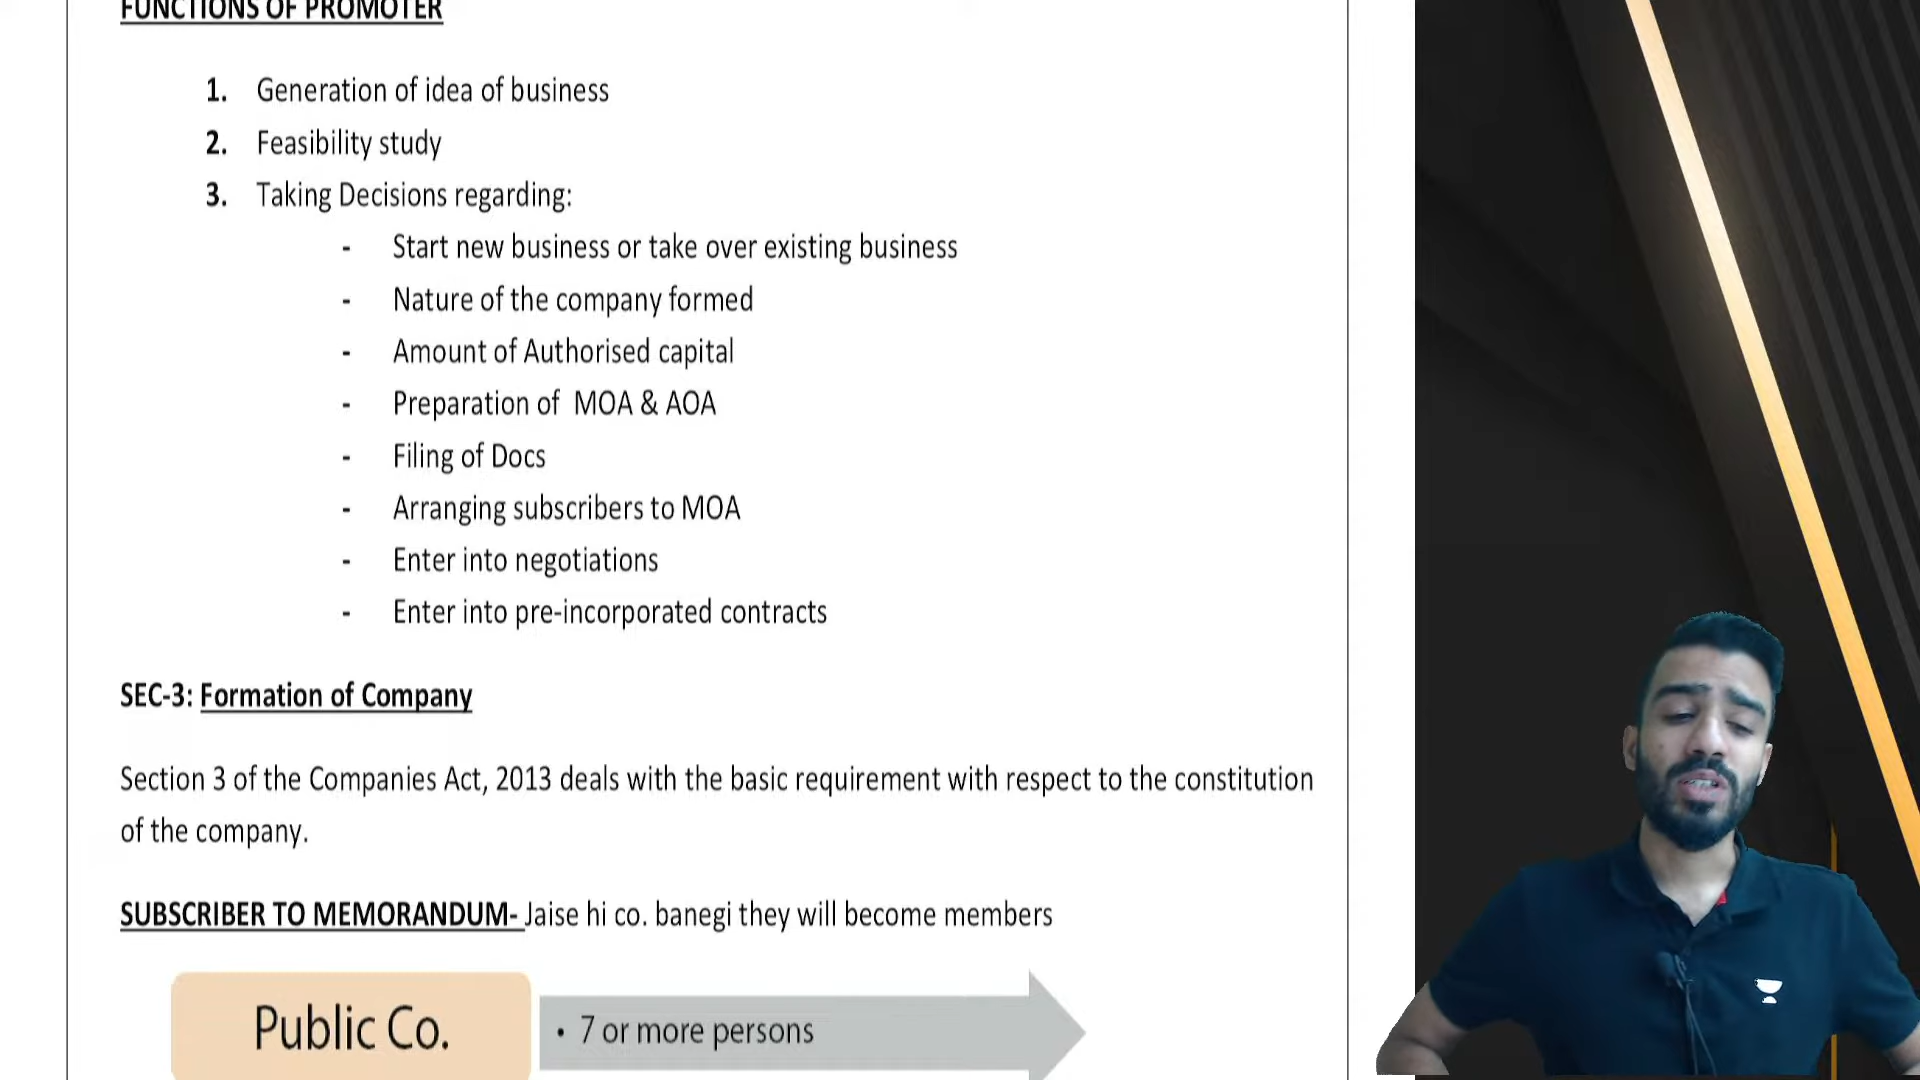 FUNCTIONS OF PROMOTER
1. Generation of idea of business
2. Feasibility study
3. Taking Decisions regarding:
- Start new business or take over existing business
- Nature of the company formed
- Amount of Authorised capital
- Preparation of MOA & AOA
- Filing of Docs
- Arranging subscribers to MOA
- Enter into negotiations
- Enter into pre-incorporated contracts
SEC-3: Formation of Company
Section 3 of the Companies Act, 2013 deals with the basic requirement with respect to the constitution
of the company.
SUBSCRIBER TO MEMORANDUM- Jaise hi co. banegi they will become members
Public Co.
• 7 or more persons